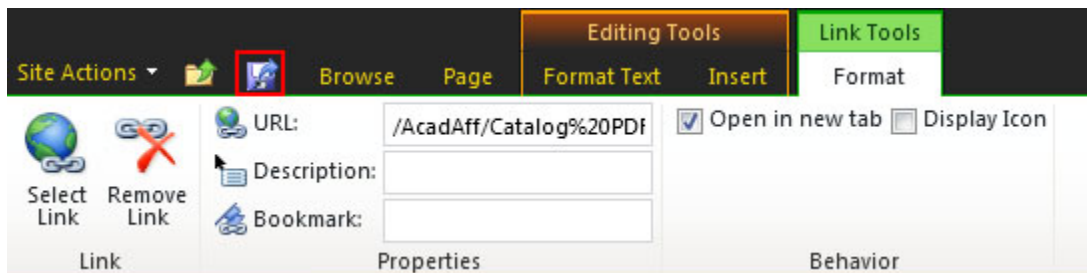 Editing Tools Link Tools
Site Actions Browse Page Format Text Insert Format
URL: /AcadAff/Catalog%20PDF Open in new tab Display Icon
Description:
Select Link Remove Link
Bookmark:
Link Properties Behavior